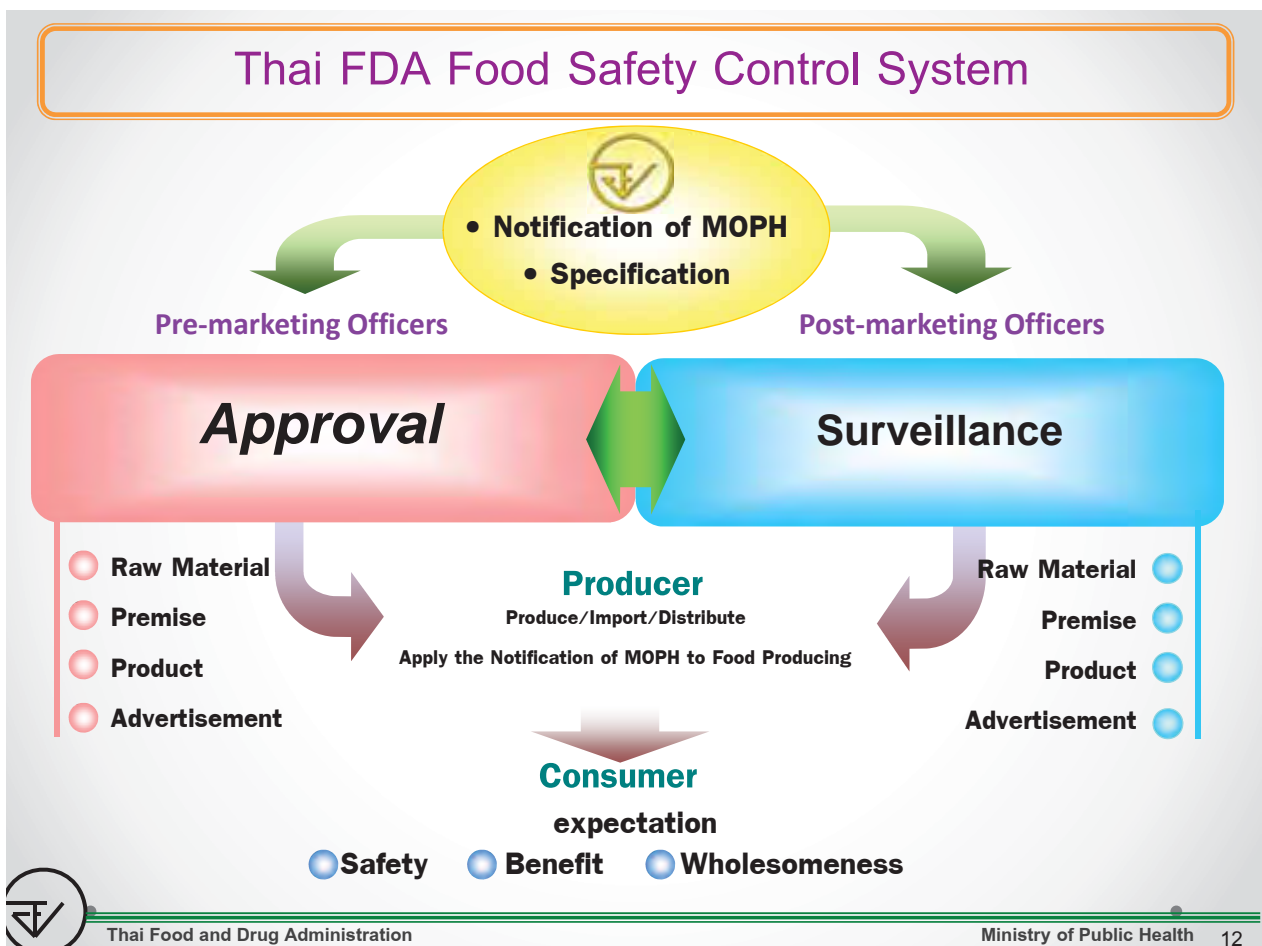 Thai FDA Food Safety Control System
• Notification of MOPH
• Specification
Pre-marketing Officers
Post-marketing Officers
Approval
Surveillance
Raw Material
Premise
Product
Advertisement
Producer
Produce/Import/Distribute
Apply the Notification of MOPH to Food Producing
Raw Material
Premise
Product
Advertisement
Consumer
expectation
Safety Benefit Wholesomeness
Thai Food and Drug Administration
Ministry of Public Health 12